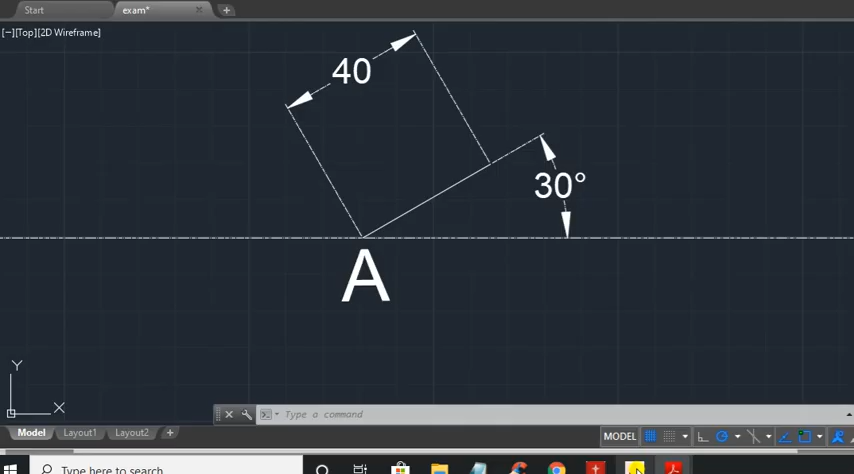 Start
exam*
[−][Top][2D Wireframe]
40
30°
A
Y
X
Type a command
Model
Layout1
Layout2
MODEL
Type here to search